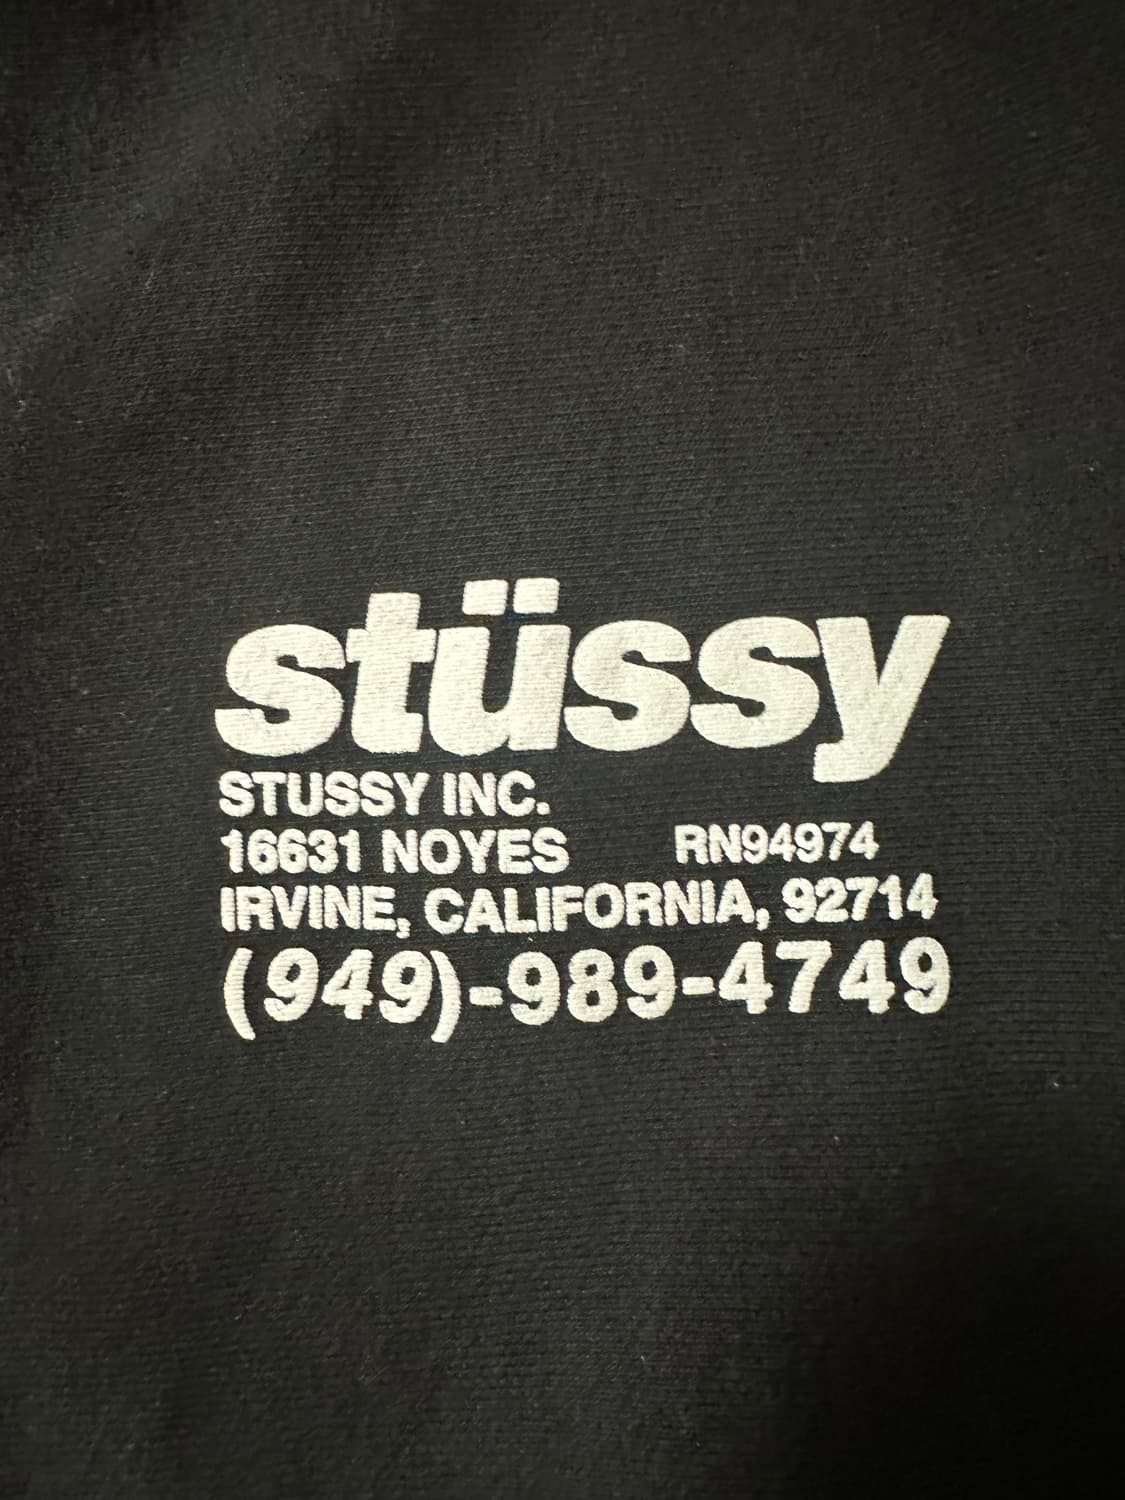 stüssy
STUSSY INC.
16631 NOYES RN94974
IRVINE, CALIFORNIA, 92714
(949)-989-4749